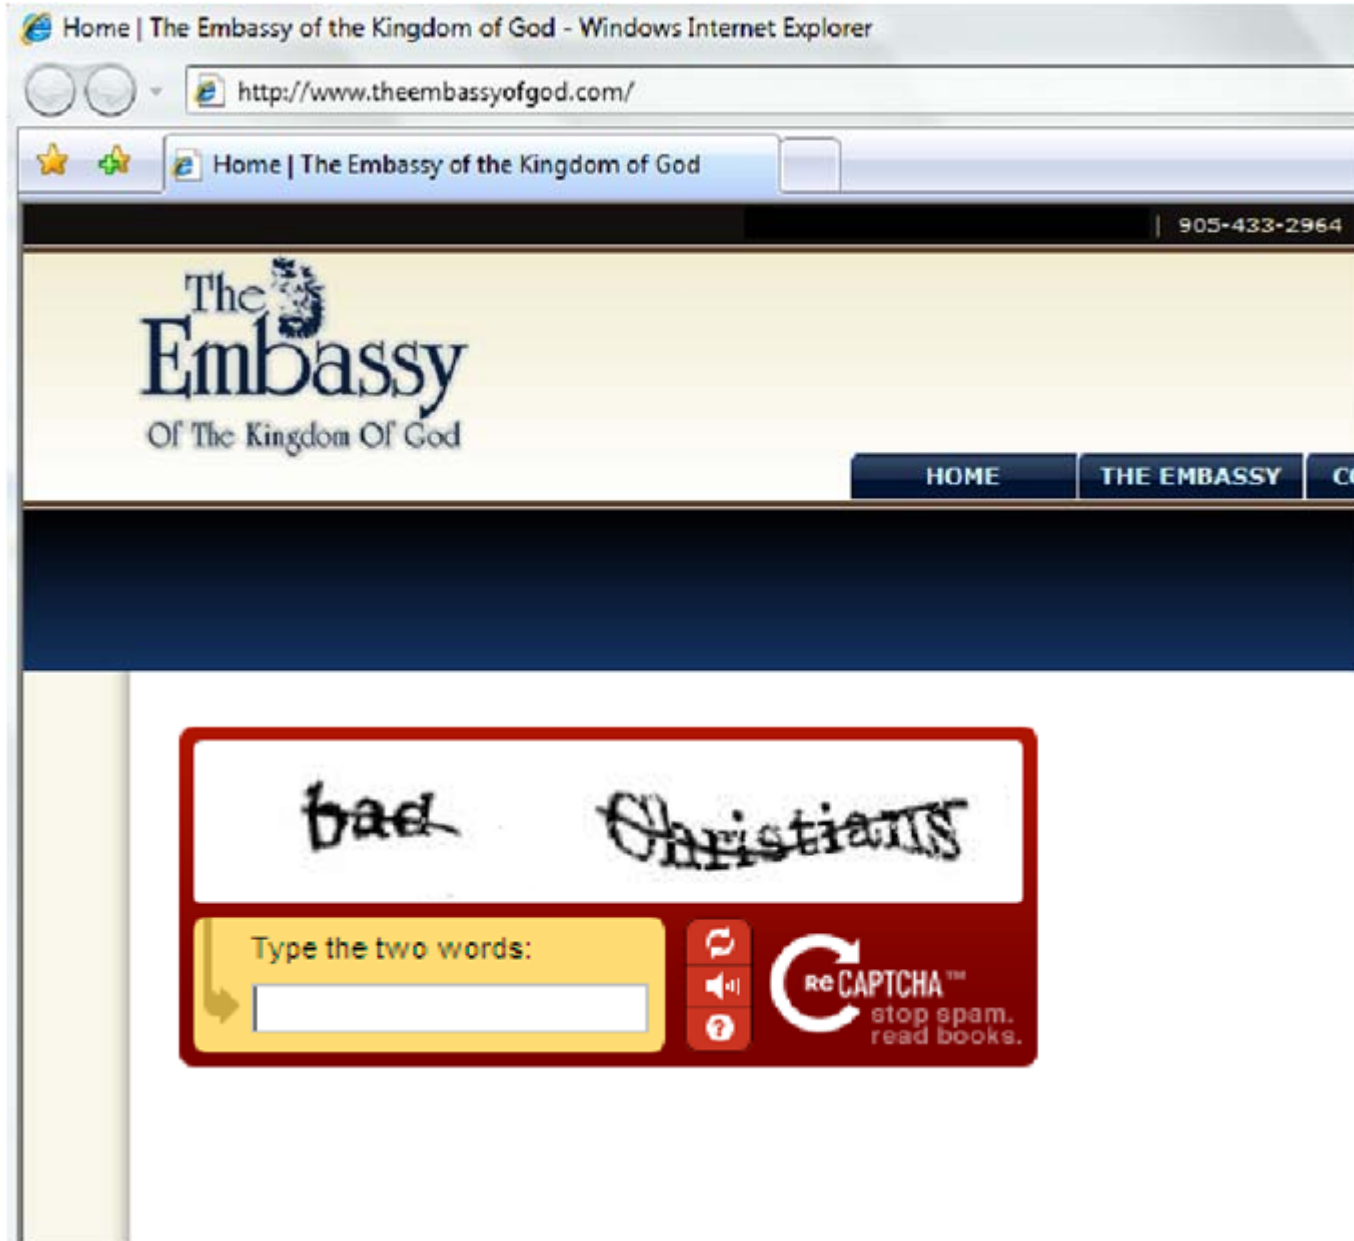 Home | The Embassy of the Kingdom of God - Windows Internet Explorer
http://www.theembassyofgod.com/
Home | The Embassy of the Kingdom of God
| 905-433-2964
The
Embassy
Of The Kingdom Of God
HOME THE EMBASSY CO
bad Christians
Type the two words:
ReCAPTCHA™
stop spam.
read books.